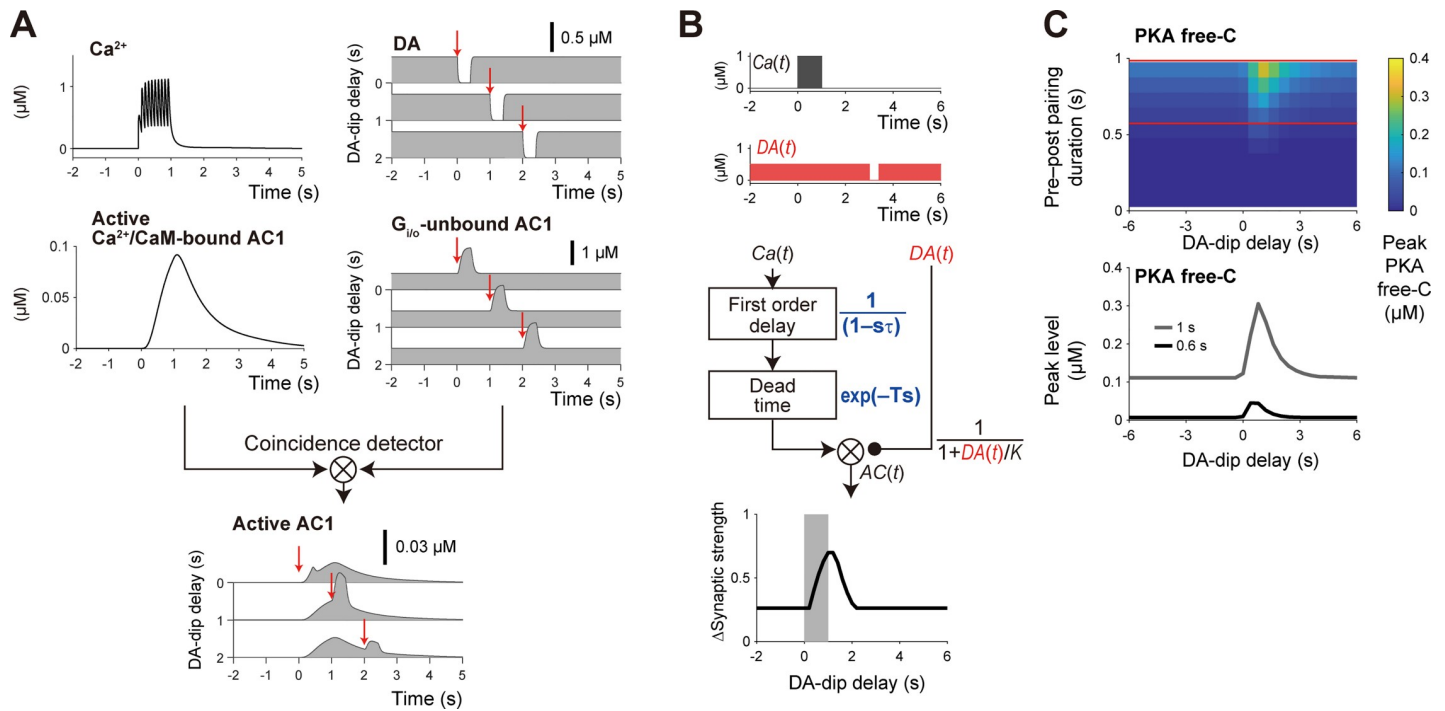 A
Ca²⁺
(μM)
1
0
-2 -1 0 1 2 3 4 5
Time (s)
DA
0.5 μM
DA-dip delay (s)
0
1
2
-2 -1 0 1 2 3 4 5
Time (s)
Active
Ca²⁺/CaM-bound AC1
(μM)
0.1
0.05
0
-2 -1 0 1 2 3 4 5
Time (s)
Gi/o-unbound AC1
1 μM
DA-dip delay (s)
0
1
2
-2 -1 0 1 2 3 4 5
Time (s)
Coincidence detector
Active AC1
0.03 μM
DA-dip delay (s)
0
1
2
-2 -1 0 1 2 3 4 5
Time (s)
B
Ca(t)
(μM)
1
0
-2 0 2 4 6
Time (s)
DA(t)
(μM)
1
0
-2 0 2 4 6
Time (s)
Ca(t)
DA(t)
First order
delay
1
(1–sτ)
Dead
time
exp(–Ts)
1
1+DA(t)/K
AC(t)
ΔSynaptic strength
1
0.5
0
-2 0 2 4 6
DA-dip delay (s)
C
PKA free-C
Pre–post pairing
duration (s)
1
0.5
0
-6 -3 0 3 6
DA-dip delay (s)
0.4
0.3
0.2
0.1
0
Peak
PKA
free-C
(μM)
PKA free-C
Peak level
(μM)
0.4
0.3
0.2
0.1
0
1 s
0.6 s
-6 -3 0 3 6
DA-dip delay (s)